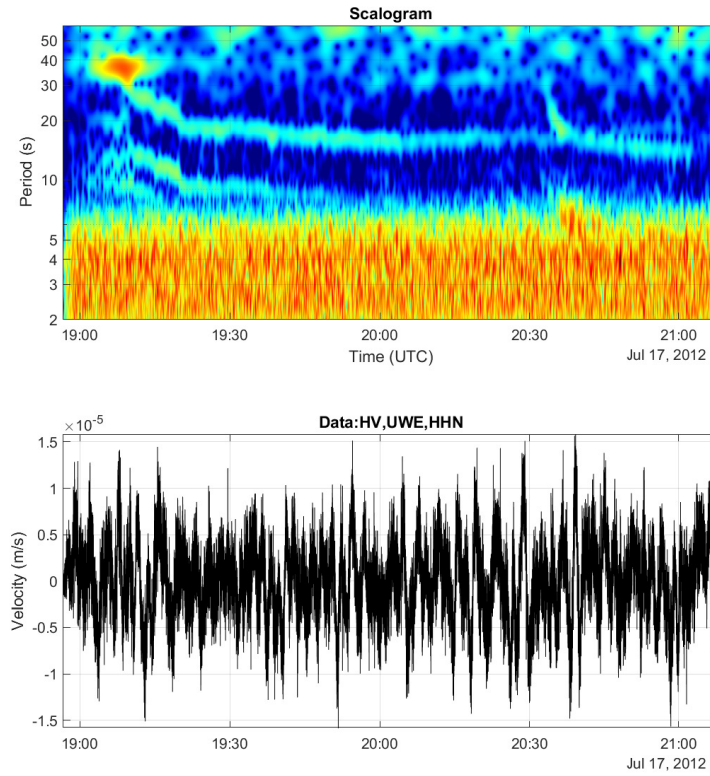 Scalogram
50
40
30
20
10
5
4
3
2
Period (s)
19:00 19:30 20:00 20:30 21:00
Time (UTC)
Jul 17, 2012
Data:HV,UWE,HHN
×10-5
1.5
1
0.5
0
-0.5
-1
-1.5
Velocity (m/s)
19:00 19:30 20:00 20:30 21:00
Jul 17, 2012